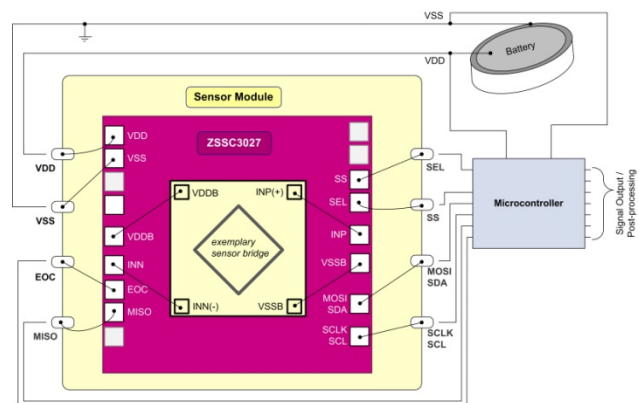 VSS
Battery
VDD
Sensor Module
ZSSC3027
VDD
VSS
VDDB
INN
EOC
MISO
SS
SEL
INP
VSSB
MOSI
SDA
SCLK
SCL
VDDB
INP(+)
exemplary
sensor bridge
INN(-)
VSSB
VDD
VSS
EOC
MISO
SEL
SS
MOSI
SDA
SCLK
SCL
Microcontroller
Signal Output /
Post-processing